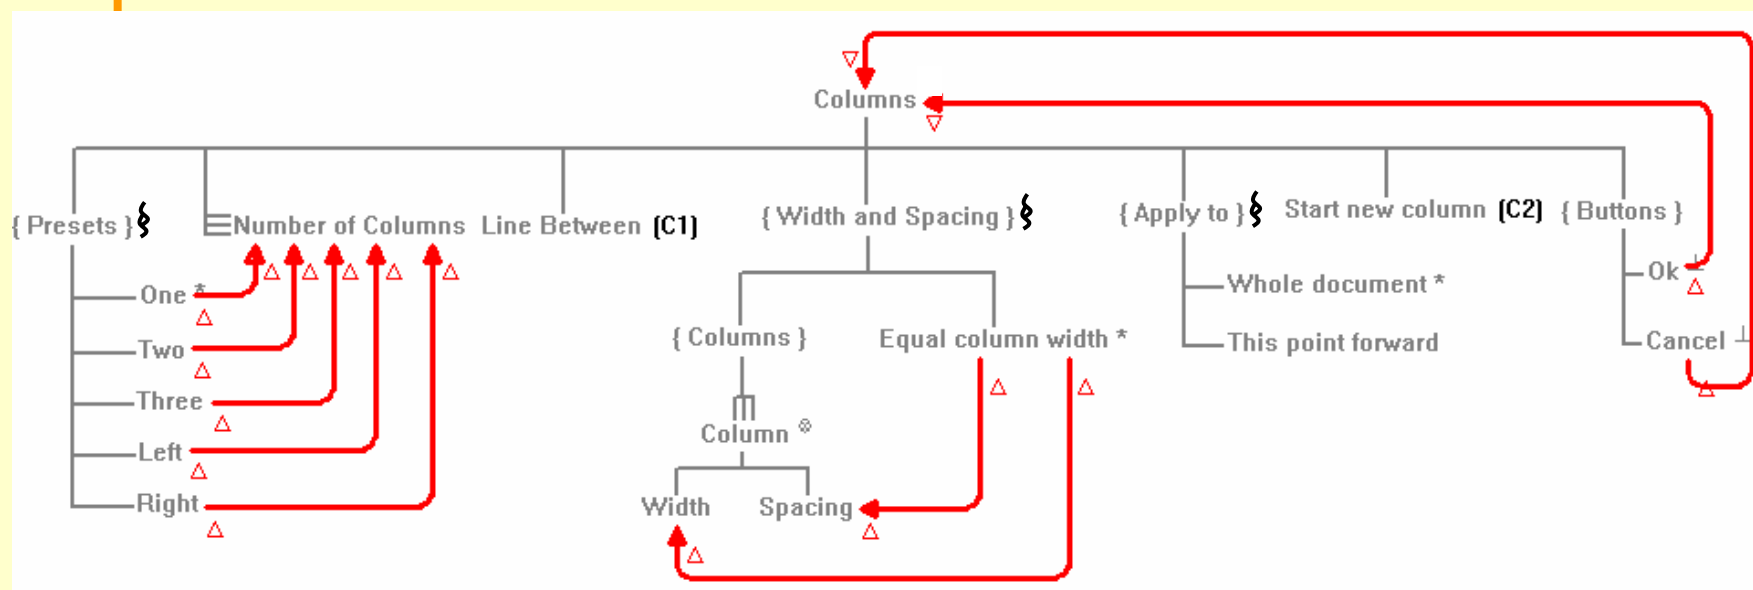 Columns
{ Presets } Number of Columns Line Between (C1) { Width and Spacing } { Apply to } Start new column (C2) { Buttons }
One *
Two
Three
Left
Right
{ Columns } Equal column width *
Column ⊗
Width Spacing
Whole document *
This point forward
Ok ⊥
Cancel ⊥